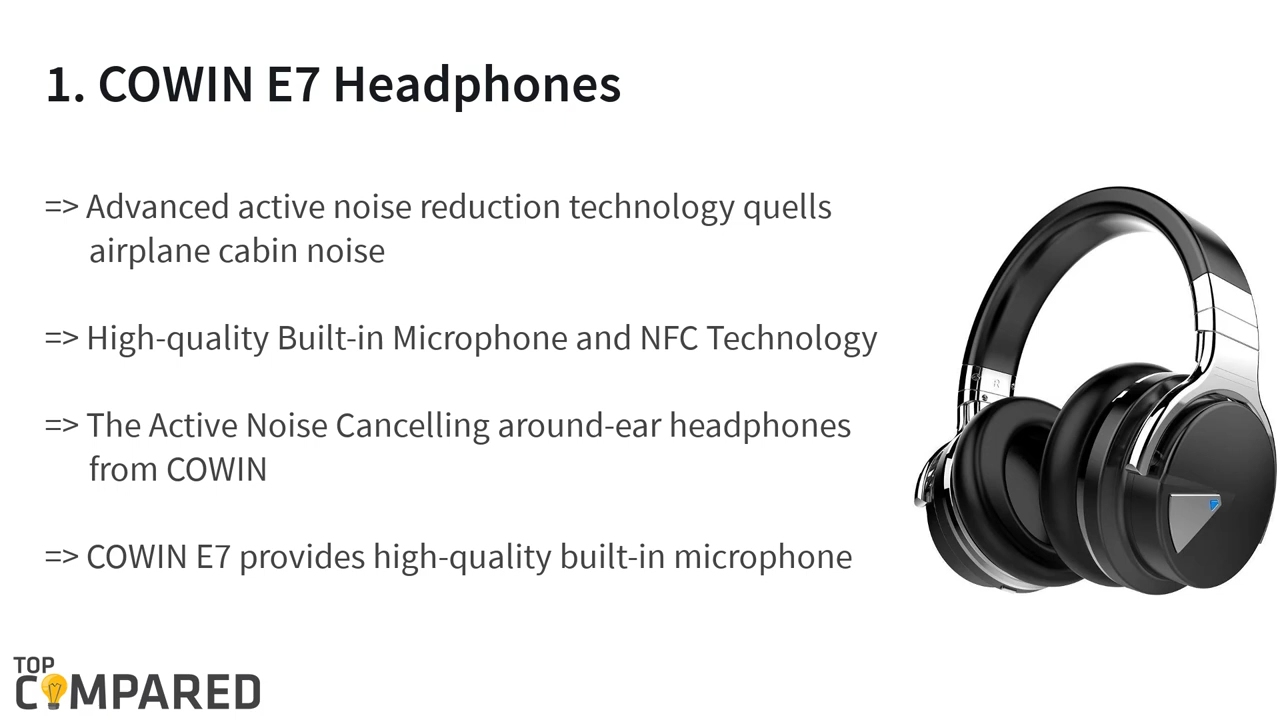 1. COWIN E7 Headphones
=> Advanced active noise reduction technology quells
airplane cabin noise
=> High-quality Built-in Microphone and NFC Technology
=> The Active Noise Cancelling around-ear headphones
from COWIN
=> COWIN E7 provides high-quality built-in microphone
R
TOP
COMPARED